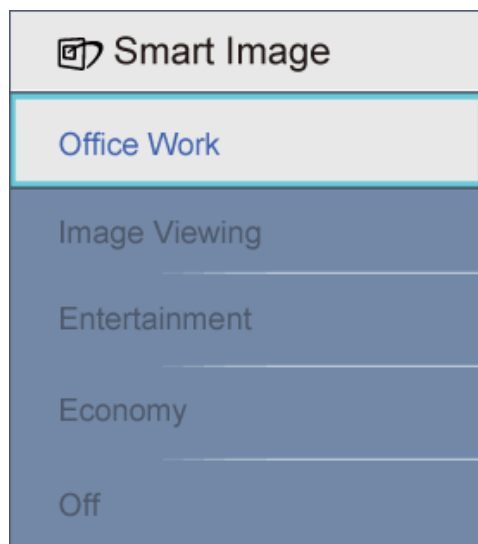 Smart Image
Office Work
Image Viewing
Entertainment
Economy
Off